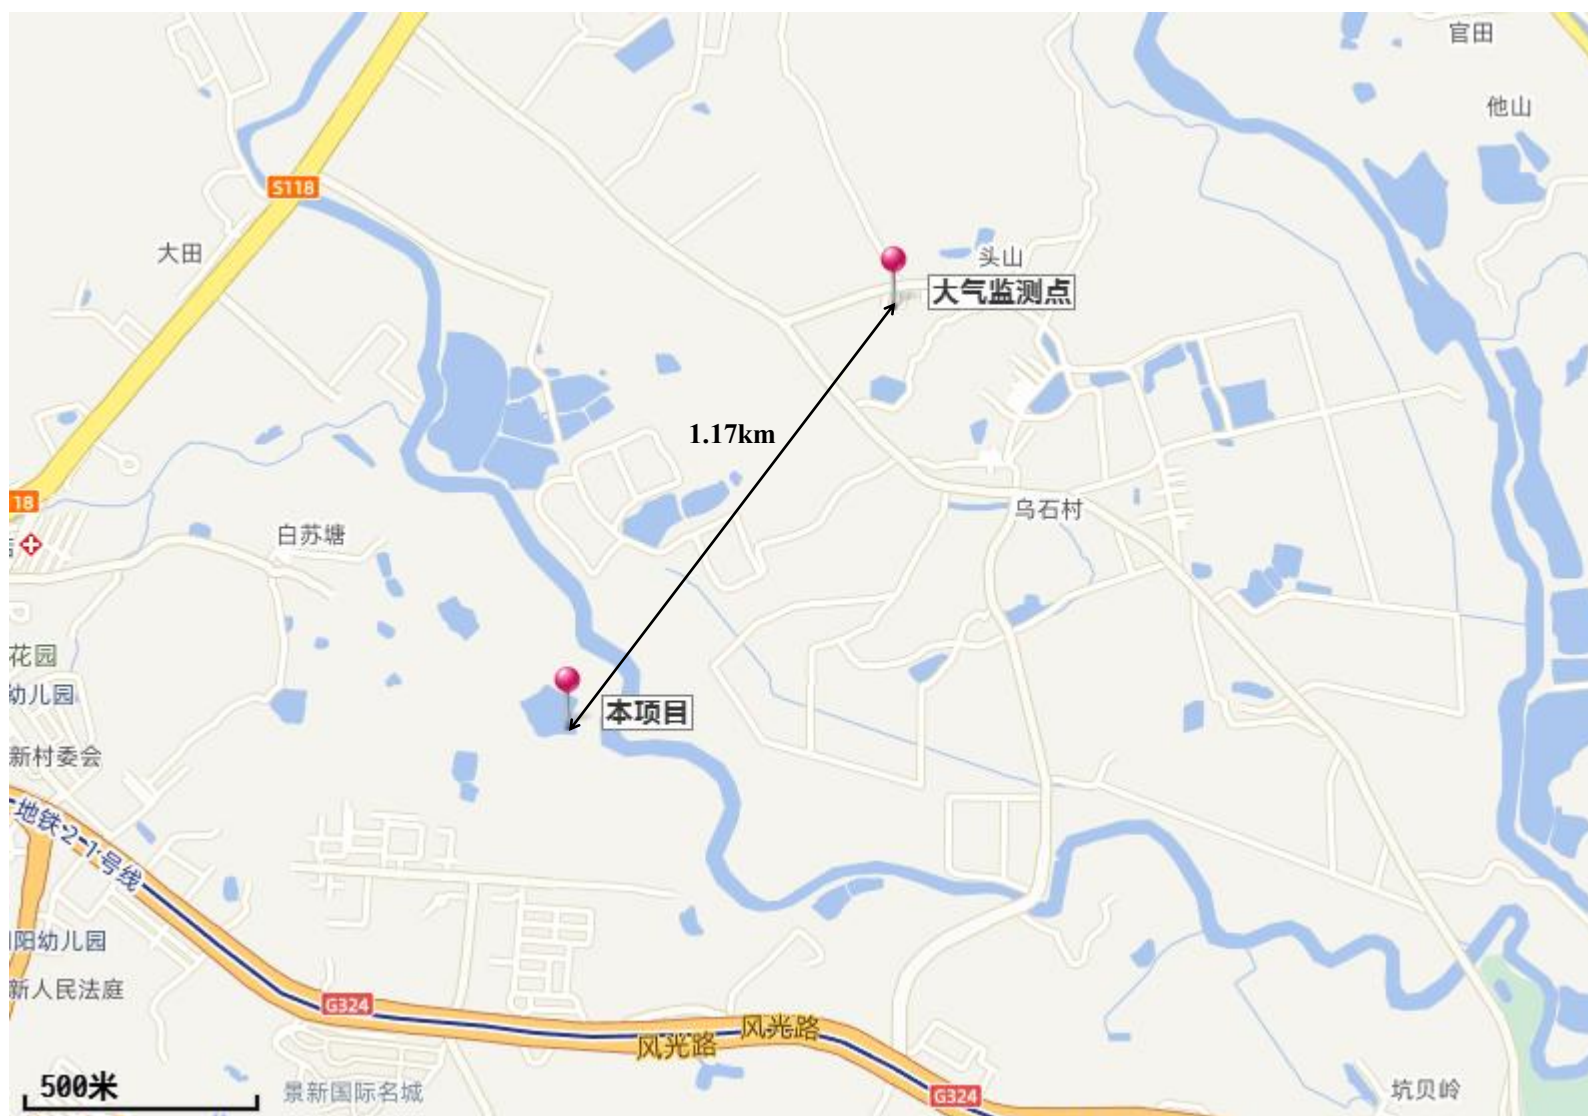 官田
他山
S118
大田
头山
大气监测点
1.17km
18
乌石村
白苏塘
花园
本项目
幼儿园
新村委会
地铁21号线
阳幼儿园
新人民法庭
G324
风光路
风光路
500米
景新国际名城
G324
坑贝岭